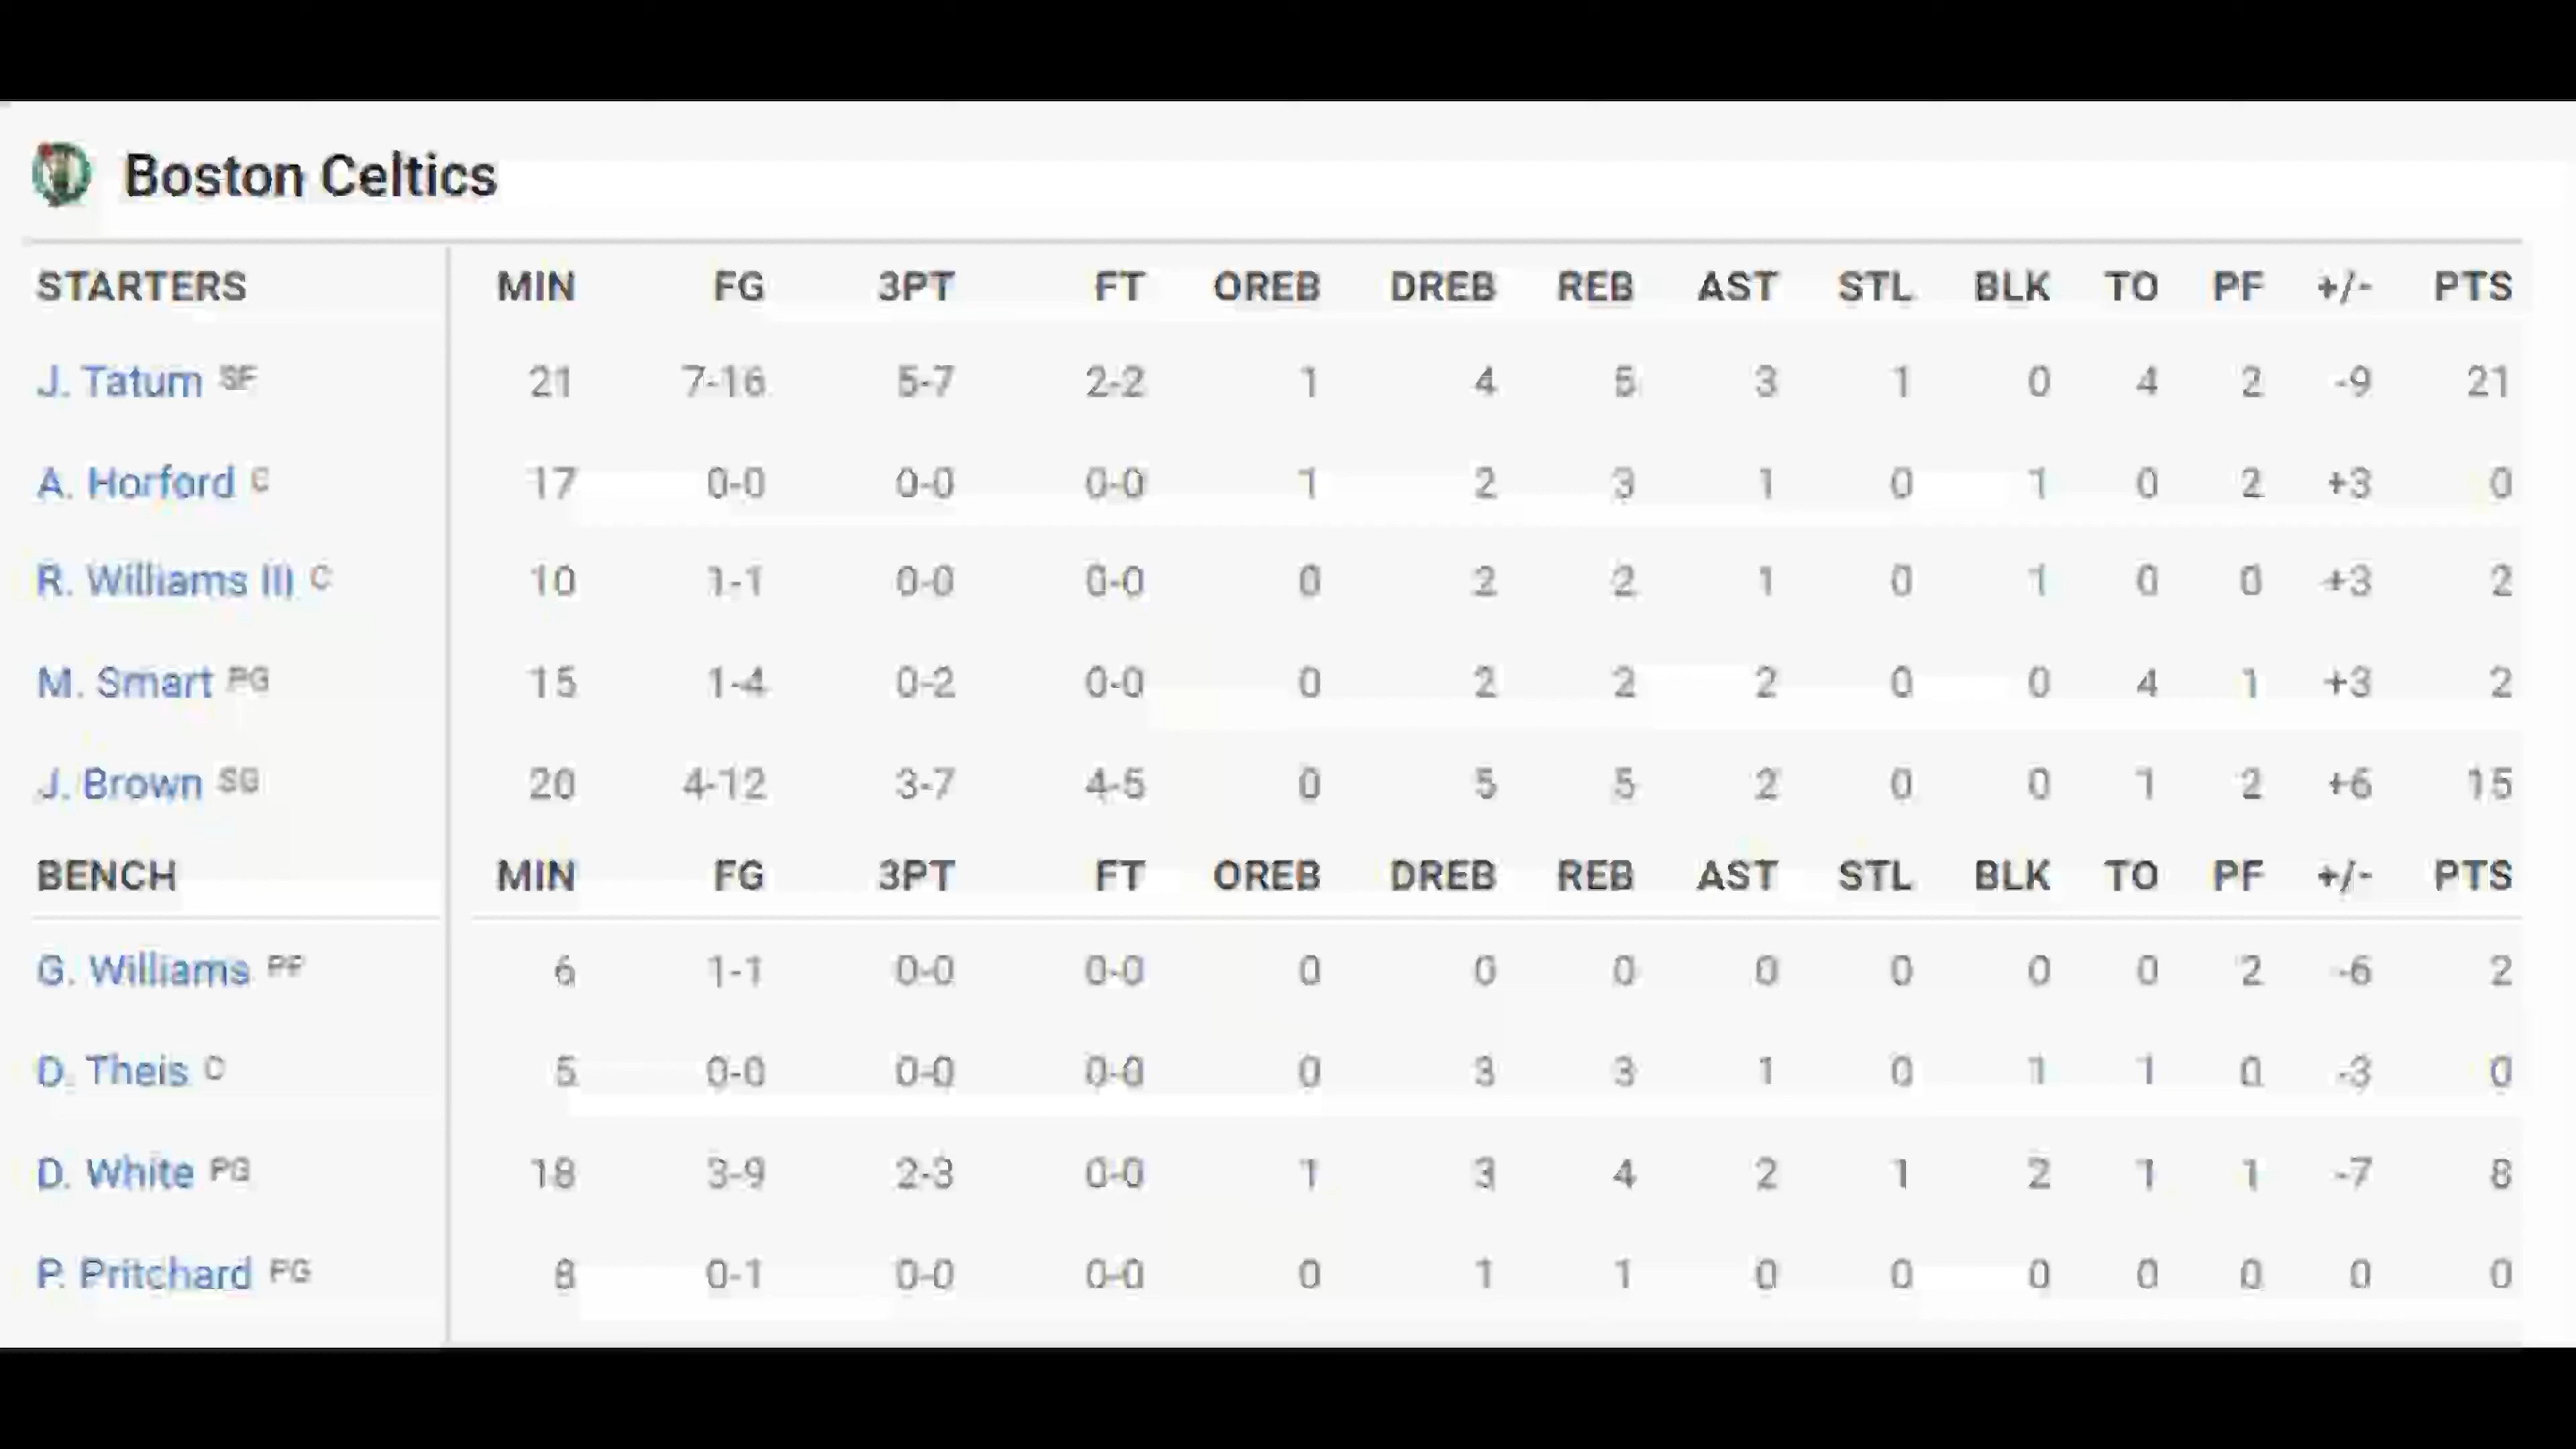 Boston Celtics
STARTERS MIN FG 3PT FT OREB DREB REB AST STL BLK TO PF +/- PTS
J. Tatum SF 21 7-16 5-7 2-2 1 4 5 3 1 0 4 2 -9 21
A. Horford C 17 0-0 0-0 0-0 1 2 3 1 0 1 0 2 +3 0
R. Williams III C 10 1-1 0-0 0-0 0 2 2 1 0 1 0 0 +3 2
M. Smart PG 15 1-4 0-2 0-0 0 2 2 2 0 0 4 1 +3 2
J. Brown SG 20 4-12 3-7 4-5 0 5 5 2 0 0 1 2 +6 15
BENCH MIN FG 3PT FT OREB DREB REB AST STL BLK TO PF +/- PTS
G. Williams PF 6 1-1 0-0 0-0 0 0 0 0 0 0 0 2 -6 2
D. Theis C 5 0-0 0-0 0-0 0 3 3 1 0 1 1 0 -3 0
D. White PG 18 3-9 2-3 0-0 1 3 4 2 1 2 1 1 -7 8
P. Pritchard PG 8 0-1 0-0 0-0 0 1 1 0 0 0 0 0 0 0